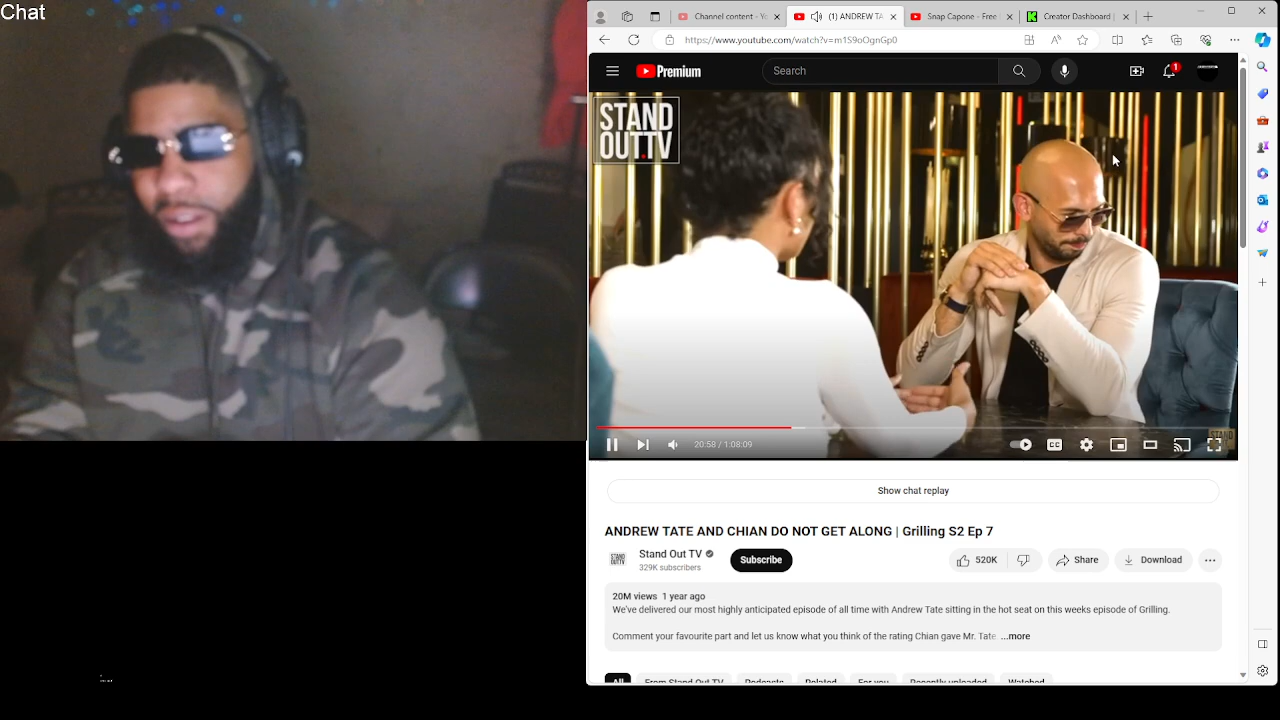 Chat
Channel content - Yo
(1) ANDREW TA
Snap Capone - Free
Creator Dashboard |
https://www.youtube.com/watch?v=m1S9oOgnGp0
Premium
Search
1
STAND
OUT.TV
20:58 / 1:08:09
CC
STAND
Show chat replay
ANDREW TATE AND CHIAN DO NOT GET ALONG | Grilling S2 Ep 7
Stand Out TV
329K subscribers
Subscribe
520K
Share
Download
20M views 1 year ago
We've delivered our most highly anticipated episode of all time with Andrew Tate sitting in the hot seat on this weeks episode of Grilling.
Comment your favourite part and let us know what you think of the rating Chian gave Mr. Tate ...more
All
From Stand Out TV
Podcasts
Related
For you
Recently uploaded
Watched